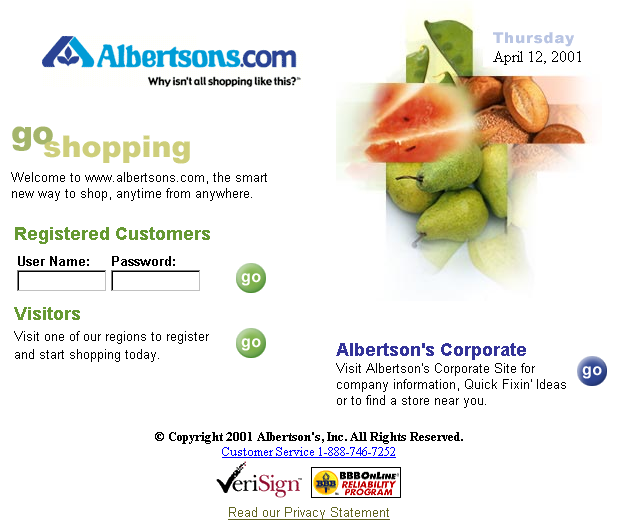 Albertsons.com
Why isn't all shopping like this?™
Thursday
April 12, 2001
go shopping
Welcome to www.albertsons.com, the smart
new way to shop, anytime from anywhere.
Registered Customers
User Name: Password:
go
Visitors
Visit one of our regions to register
and start shopping today.
go
Albertson's Corporate
Visit Albertson's Corporate Site for
company information, Quick Fixin' Ideas
or to find a store near you.
go
© Copyright 2001 Albertson's, Inc. All Rights Reserved.
Customer Service 1-888-746-7252
VeriSign
BBB
BBBOnLine
RELIABILITY
PROGRAM
Read our Privacy Statement